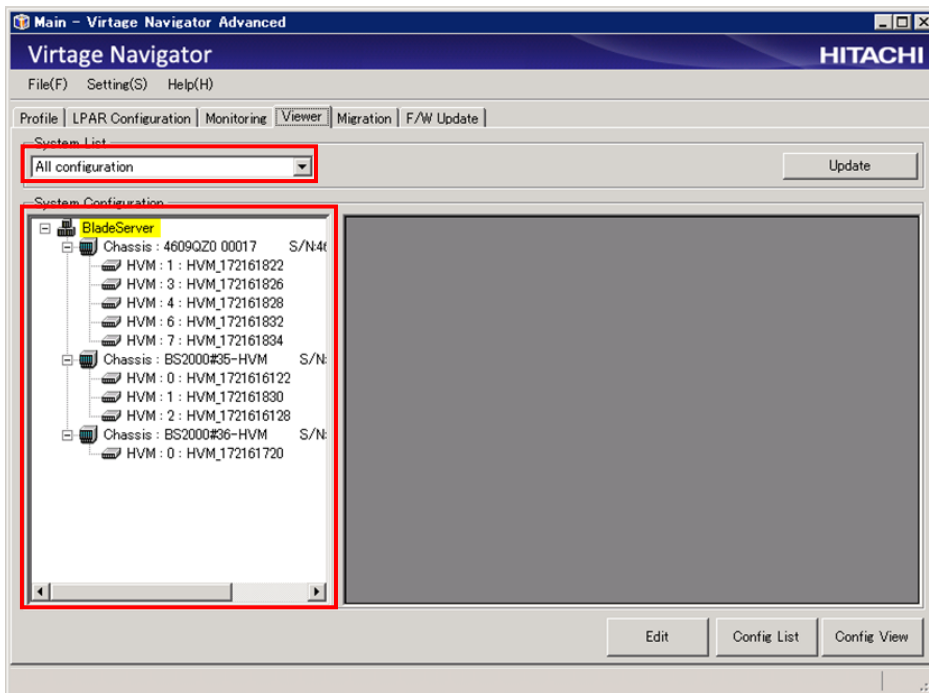 Main - Virtage Navigator Advanced
Virtage Navigator
HITACHI
File(F) Setting(S) Help(H)
Profile LPAR Configuration Monitoring Viewer Migration F/W Update
System List
All configuration
Update
System Configuration
BladeServer
Chassis : 4609QZ0 00017 S/N:46
HVM : 1 : HVM_172161822
HVM : 3 : HVM_172161826
HVM : 4 : HVM_172161828
HVM : 6 : HVM_172161832
HVM : 7 : HVM_172161834
Chassis : BS2000#35-HVM S/N:
HVM : 0 : HVM_1721616122
HVM : 1 : HVM_172161830
HVM : 2 : HVM_1721616128
Chassis : BS2000#36-HVM S/N:
HVM : 0 : HVM_172161720
Edit Config List Config View